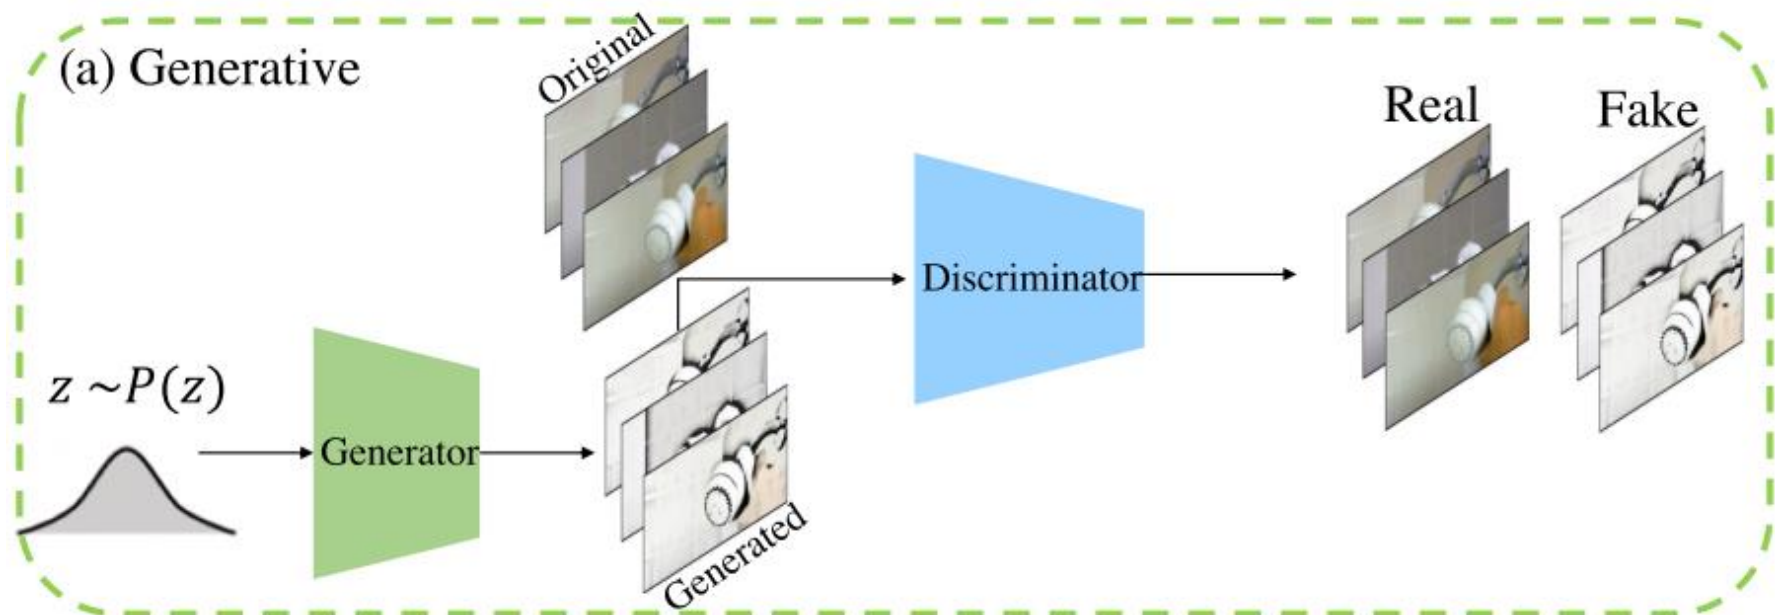 (a) Generative
Original
Real
Fake
Discriminator
z ~P(z)
Generator
Generated